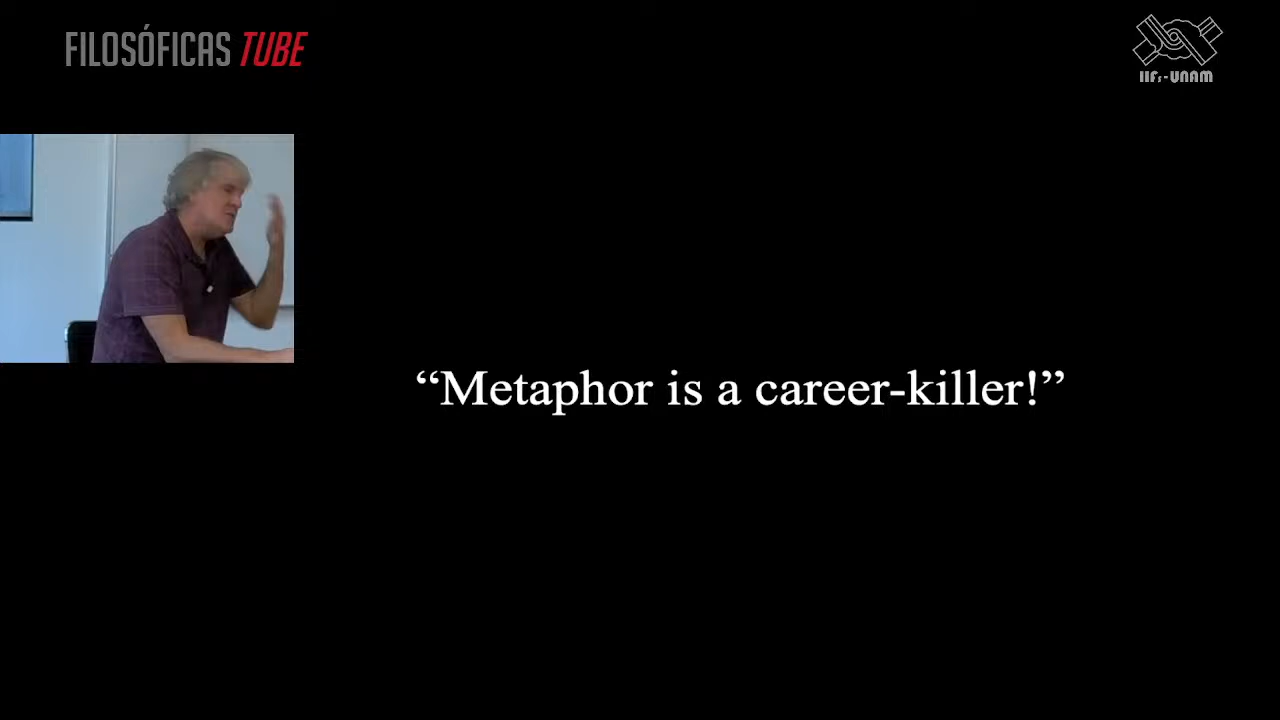 FILOSÓFICAS TUBE
IIFs-UNAM
“Metaphor is a career-killer!”